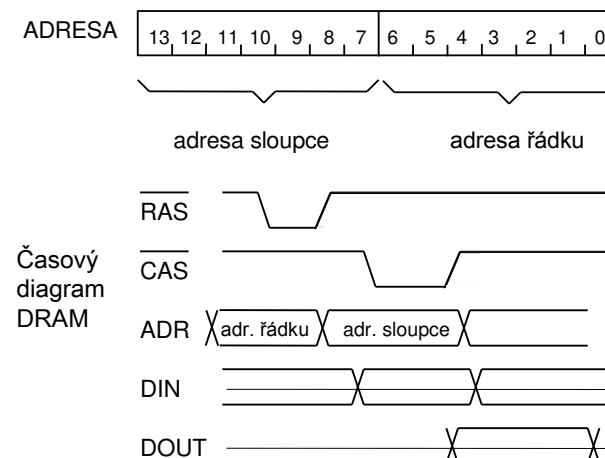 ADRESA 13 12 11 10 9 8 7 6 5 4 3 2 1 0
adresa sloupce adresa řádku
RAS
Časový
diagram
DRAM
CAS
ADR adr. řádku adr. sloupce
DIN
DOUT